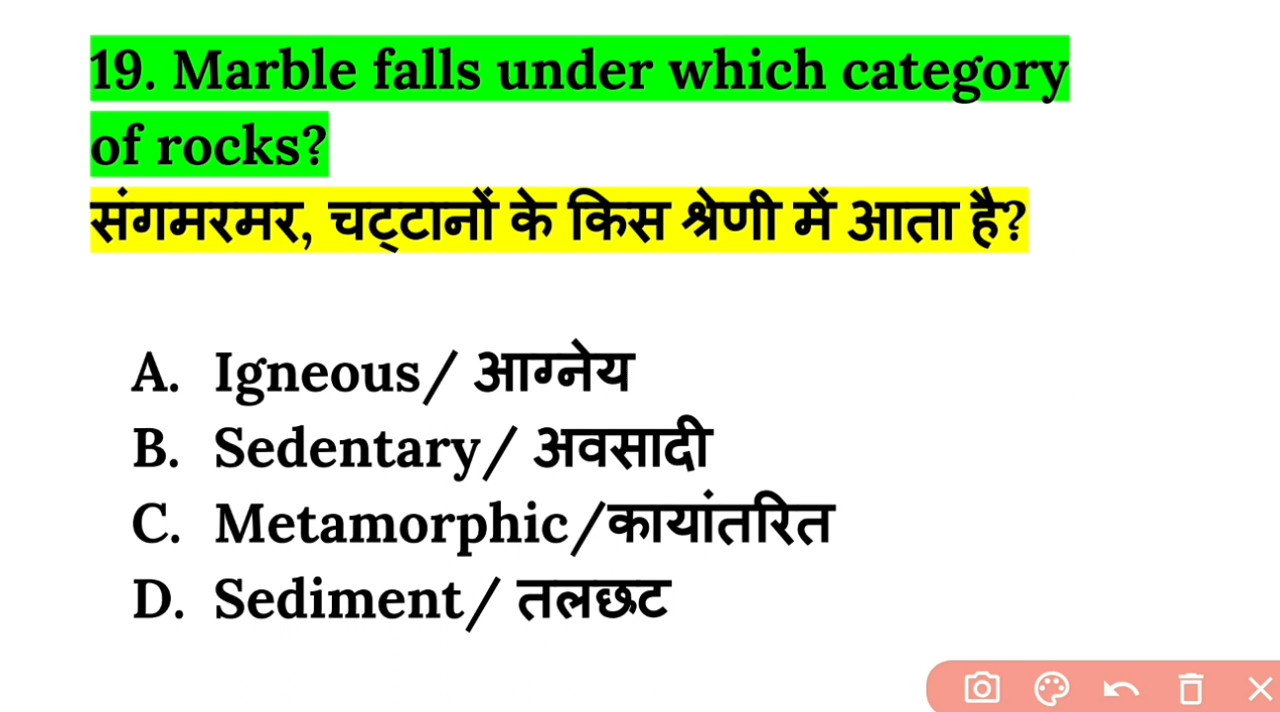 19. Marble falls under which category
of rocks?
संगमरमर, चट्टानों के किस श्रेणी में आता है?
A. Igneous/ आग्नेय
B. Sedentary/ अवसादी
C. Metamorphic/कायांतरित
D. Sediment/ तलछट